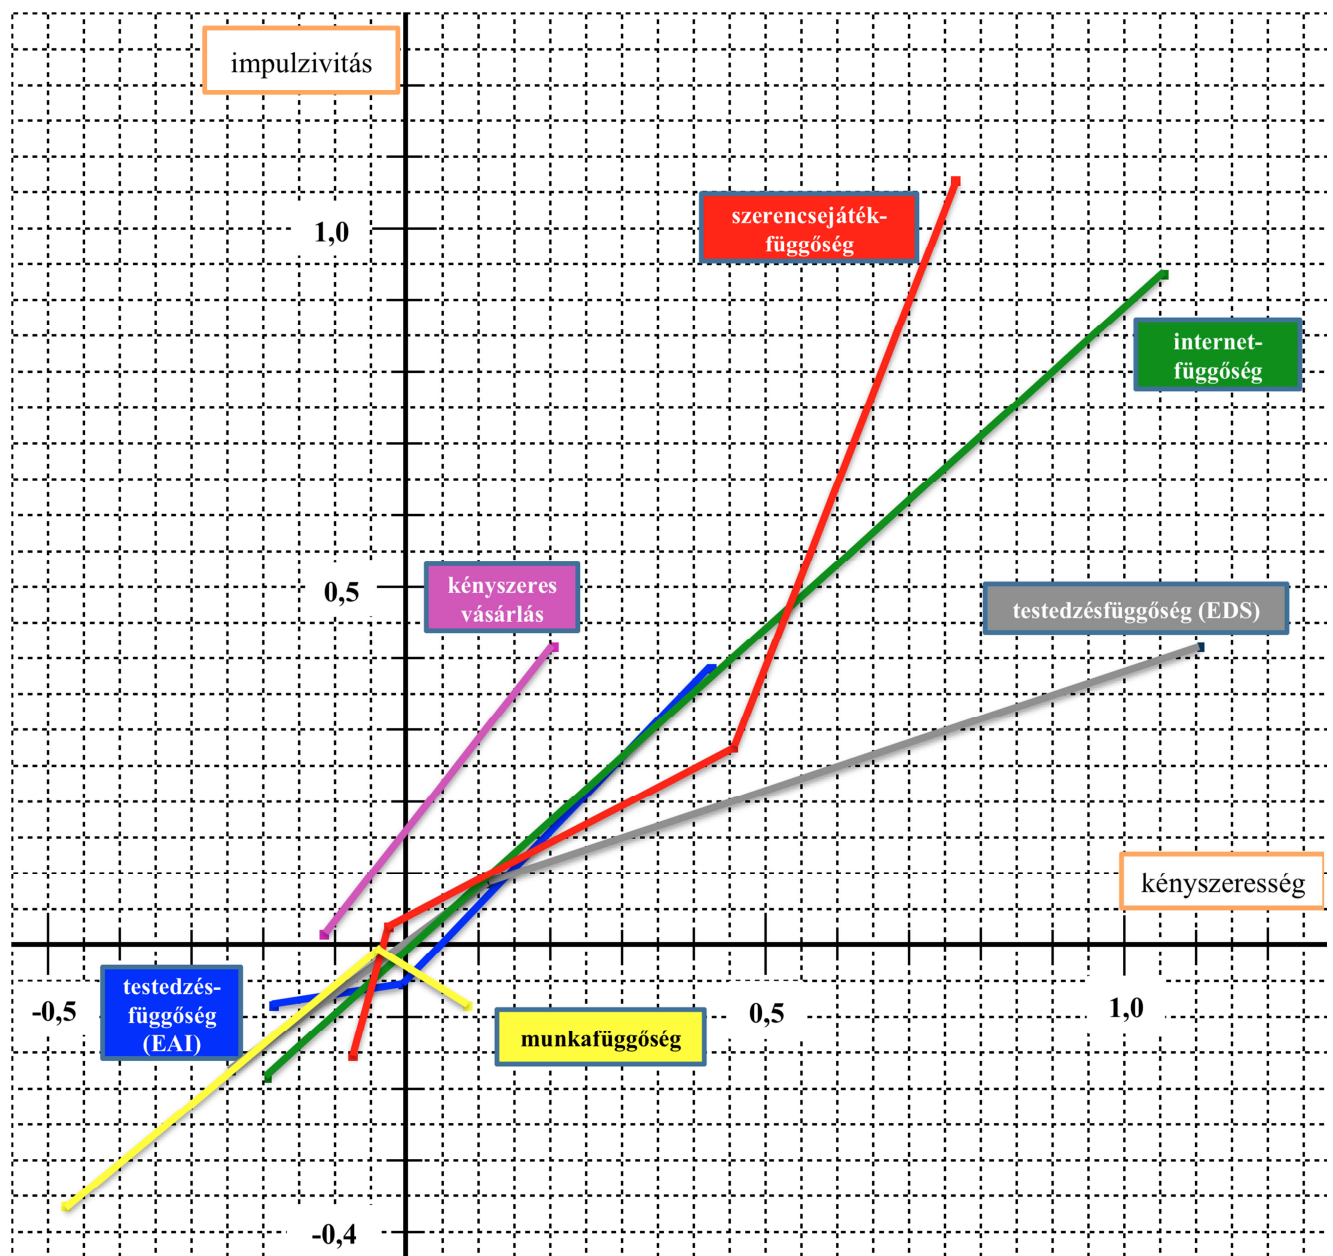 impulzivitás
szerencsejáték-
függőség
1,0
internet-
függőség
kényszeres
vásárlás
0,5
testedzésfüggőség (EDS)
kényszeresség
testedzés-
függőség
(EAI)
-0,5
0,5
1,0
munkafüggőség
-0,4